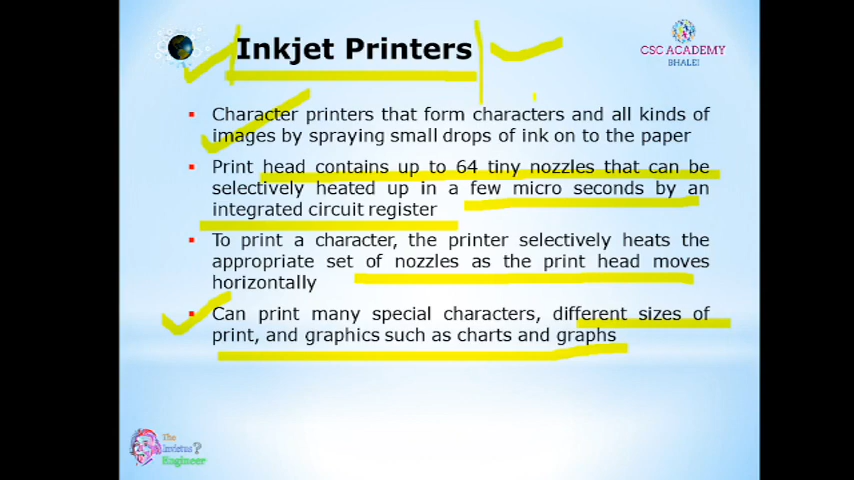 Inkjet Printers
CSC ACADEMY
BHALEI
Character printers that form characters and all kinds of
images by spraying small drops of ink on to the paper
Print head contains up to 64 tiny nozzles that can be
selectively heated up in a few micro seconds by an
integrated circuit register
To print a character, the printer selectively heats the
appropriate set of nozzles as the print head moves
horizontally
Can print many special characters, different sizes of
print, and graphics such as charts and graphs
The
Invictus?
Engineer